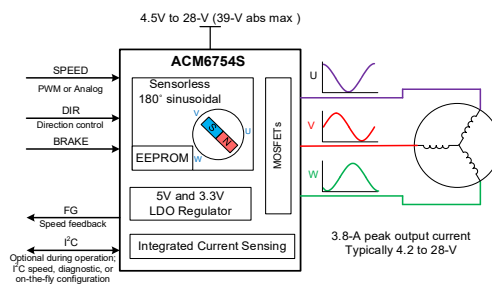 4.5V to 28-V (39-V abs max )
ACM6754S
SPEED
PWM or Analog
DIR
Direction control
BRAKE
FG
Speed feedback
I²C
Optional during operation;
I²C speed, diagnostic, or
on-the-fly configuration
Sensorless
180° sinusoidal
V
U
W
S
N
EEPROM
MOSFETs
5V and 3.3V
LDO Regulator
Integrated Current Sensing
U
V
W
3.8-A peak output current
Typically 4.2 to 28-V